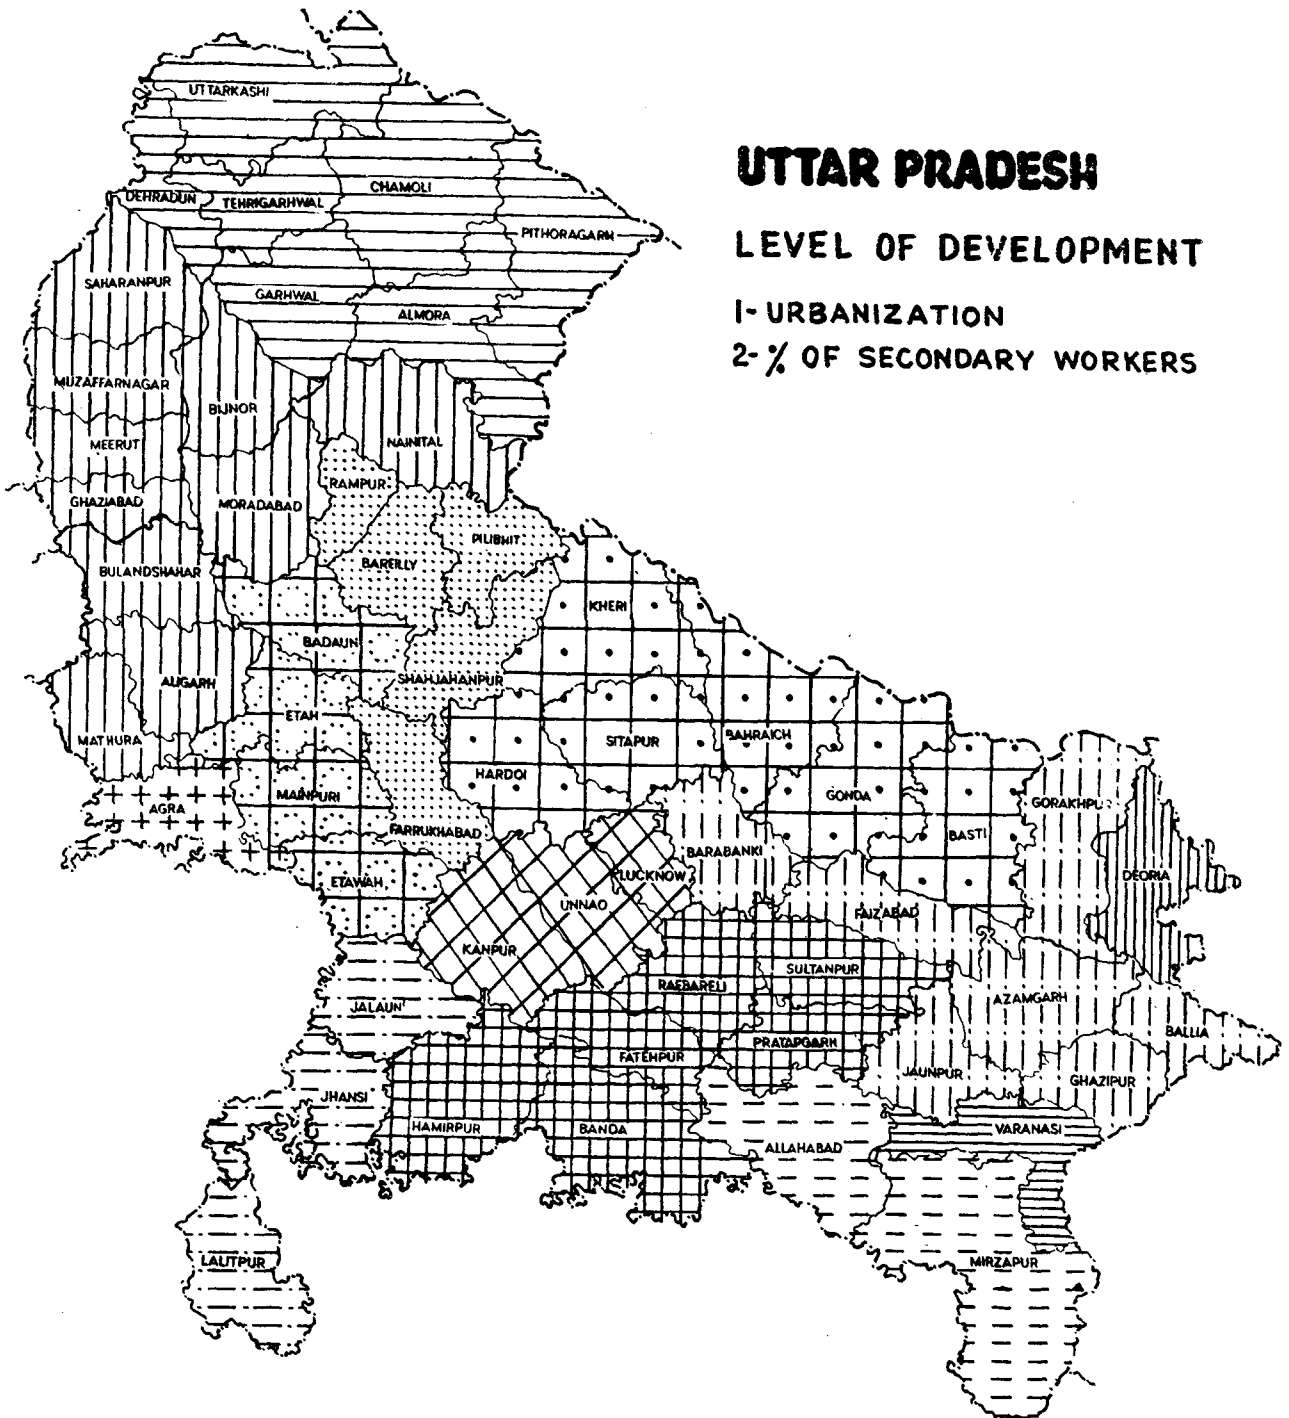 UTTAR PRADESH
LEVEL OF DEVELOPMENT
1- URBANIZATION
2- % OF SECONDARY WORKERS
UTTARKASHI
CHAMOLI
DEHRADUN
TEHRIGARHWAL
PITHORAGARH
SAHARANPUR
GARHWAL
ALMORA
MUZAFFARNAGAR
BIJNOR
MEERUT
NAINITAL
RAMPUR
GHAZIABAD
MORADABAD
PILIBHIT
BULANDSHAHAR
BAREILLY
KHERI
BADAUN
ALIGARH
SHAHJAHANPUR
ETAH
MATHURA
SITAPUR
BAHRAICH
HARDOI
AGRA
MAINPURI
GONDA
GORAKHPUR
FARRUKHABAD
BASTI
BARABANKI
ETAWAH
LUCKNOW
DEORIA
UNNAO
FAIZABAD
KANPUR
SULTANPUR
RAEBARELI
JALAUN
AZAMGARH
BALLIA
FATEHPUR
PRATAPGARH
JAUNPUR
GHAZIPUR
JHANSI
HAMIRPUR
BANDA
VARANASI
ALLAHABAD
LALITPUR
MIRZAPUR